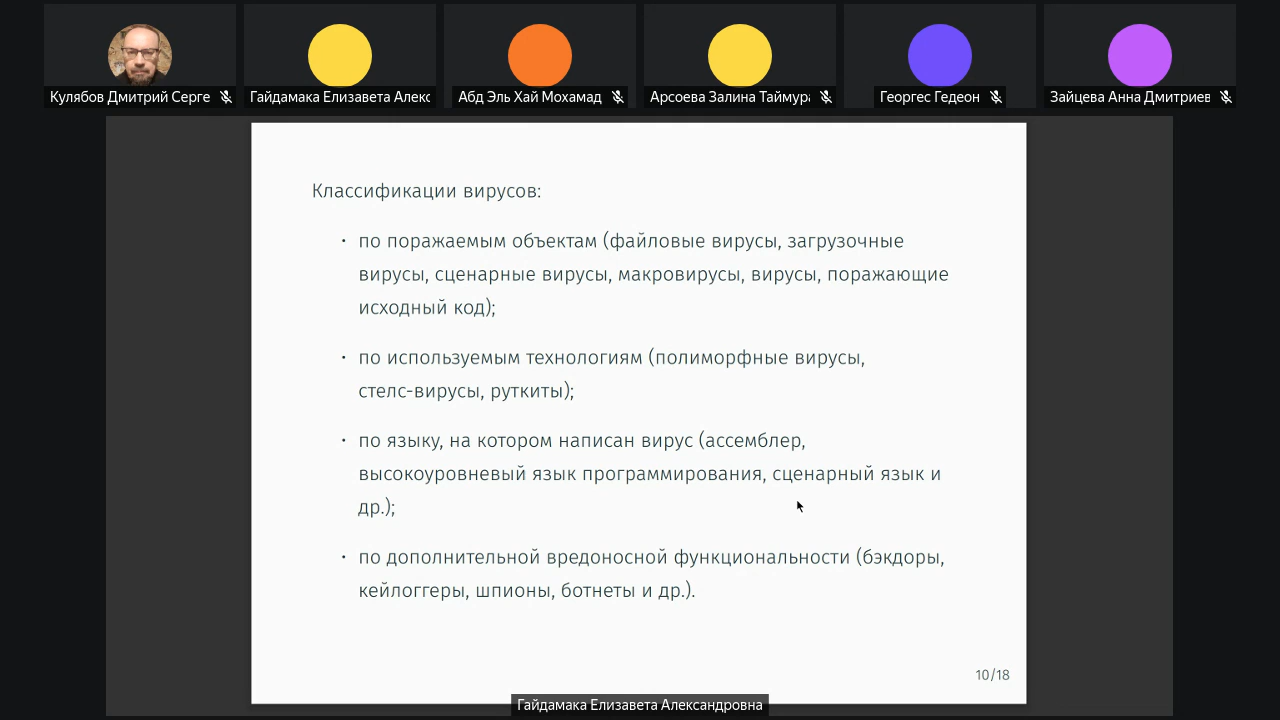 Кулябов Дмитрий Серге
Гайдамака Елизавета Алекс
Абд Эль Хай Мохамад
Арсоева Залина Таймура
Георгес Гедеон
Зайцева Анна Дмитриев
Классификации вирусов:
• по поражаемым объектам (файловые вирусы, загрузочные
вирусы, сценарные вирусы, макровирусы, вирусы, поражающие
исходный код);
• по используемым технологиям (полиморфные вирусы,
стелс-вирусы, руткиты);
• по языку, на котором написан вирус (ассемблер,
высокоуровневый язык программирования, сценарный язык и
др.);
• по дополнительной вредоносной функциональности (бэкдоры,
кейлоггеры, шпионы, ботнеты и др.).
10/18
Гайдамака Елизавета Александровна